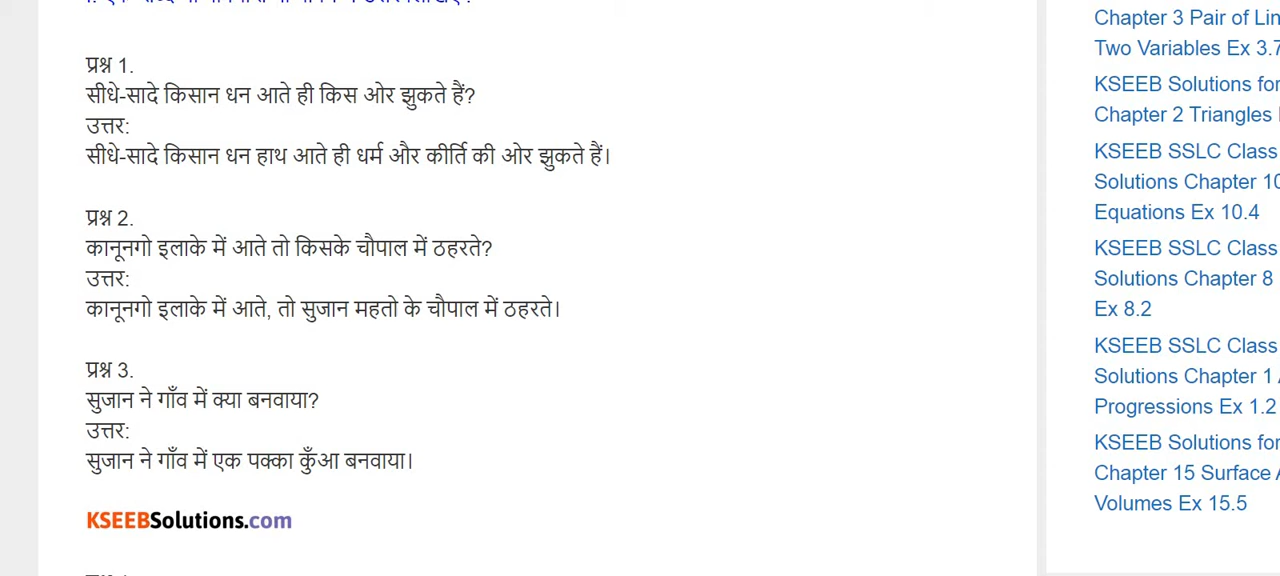 प्रश्न 1.
सीधे-सादे किसान धन आते ही किस ओर झुकते हैं?
उत्तर:
सीधे-सादे किसान धन हाथ आते ही धर्म और कीर्ति की ओर झुकते हैं।
प्रश्न 2.
कानूनगो इलाके में आते तो किसके चौपाल में ठहरते?
उत्तर:
कानूनगो इलाके में आते, तो सुजान महतो के चौपाल में ठहरते।
प्रश्न 3.
सुजान ने गाँव में क्या बनवाया?
उत्तर:
सुजान ने गाँव में एक पक्का कुँआ बनवाया।
KSEEBSolutions.com
Chapter 3 Pair of Lin
Two Variables Ex 3.7
KSEEB Solutions for
Chapter 2 Triangles
KSEEB SSLC Class
Solutions Chapter 10
Equations Ex 10.4
KSEEB SSLC Class
Solutions Chapter 8
Ex 8.2
KSEEB SSLC Class
Solutions Chapter 1
Progressions Ex 1.2
KSEEB Solutions for
Chapter 15 Surface
Volumes Ex 15.5